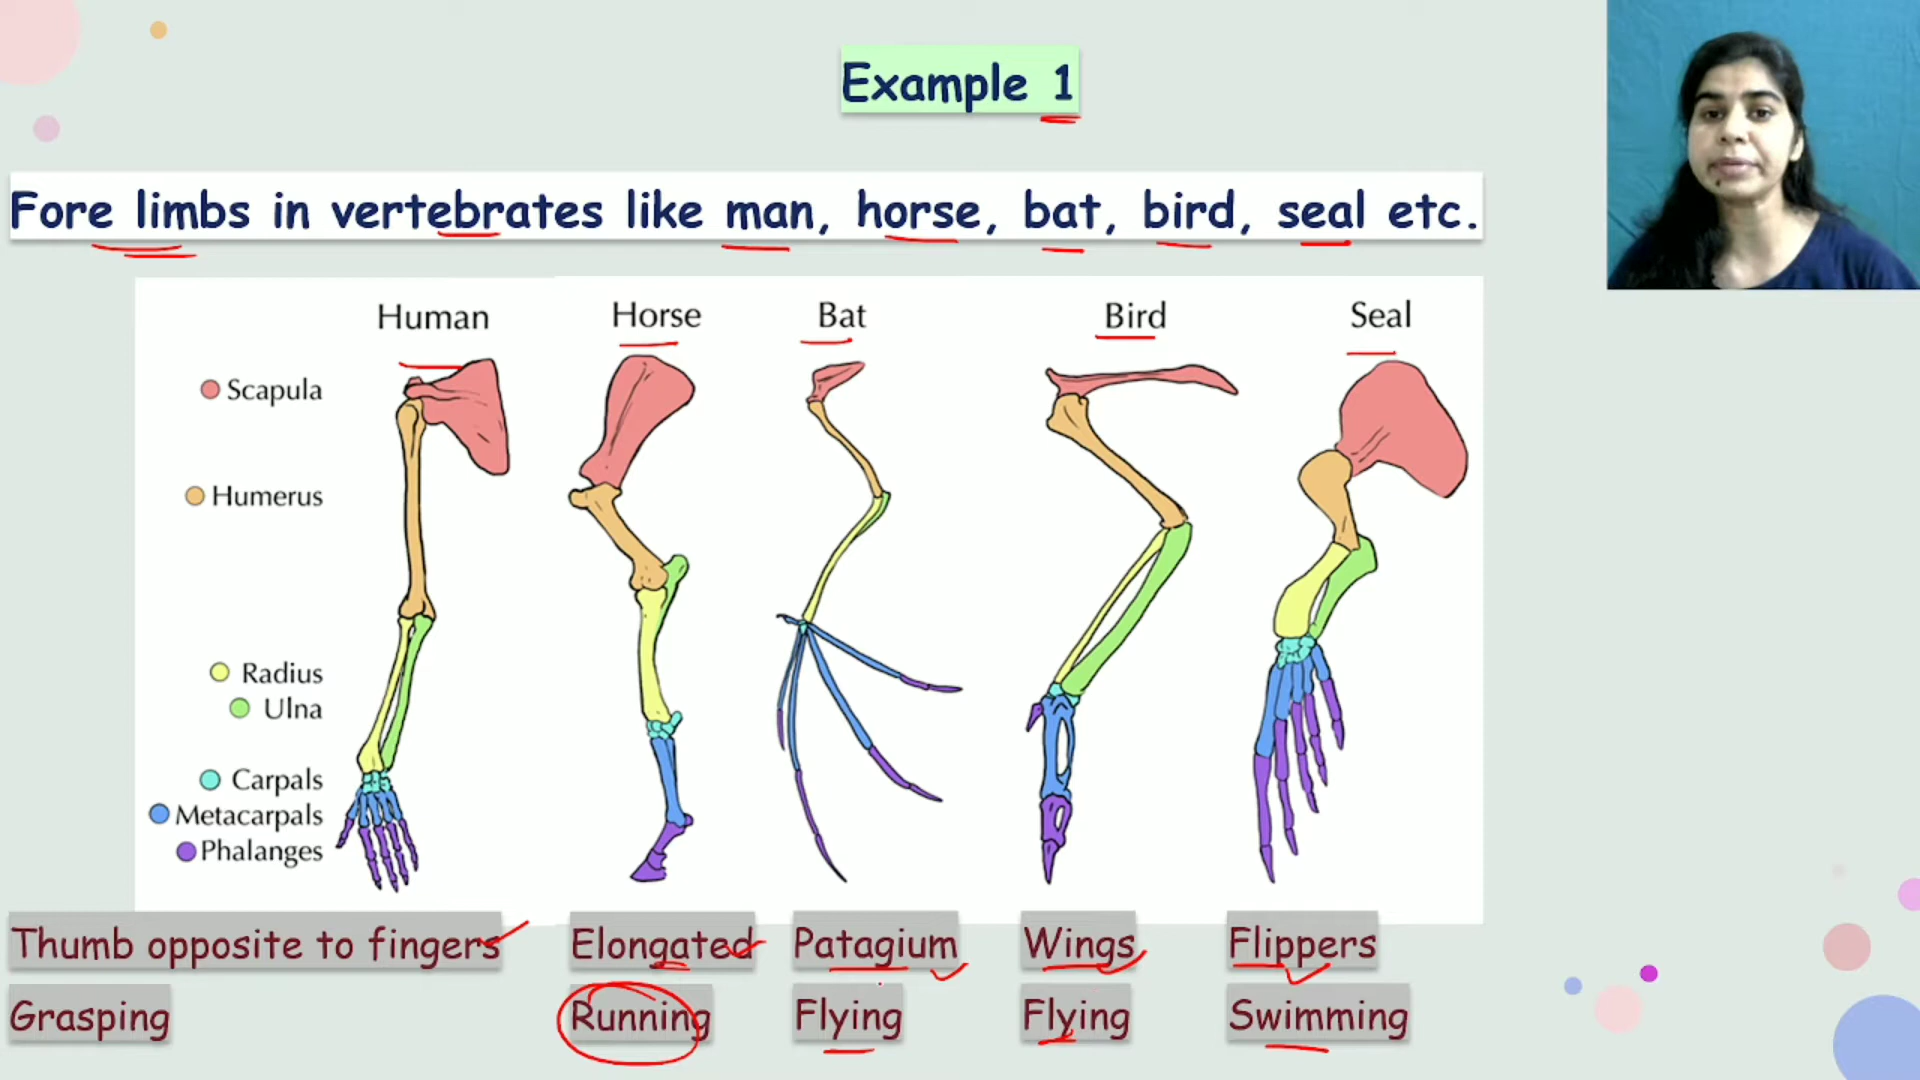 Example 1
Fore limbs in vertebrates like man, horse, bat, bird, seal etc.
Human Horse Bat Bird Seal
Scapula
Humerus
Radius
Ulna
Carpals
Metacarpals
Phalanges
Thumb opposite to fingers Elongated Patagium Wings Flippers
Grasping Running Flying Flying Swimming